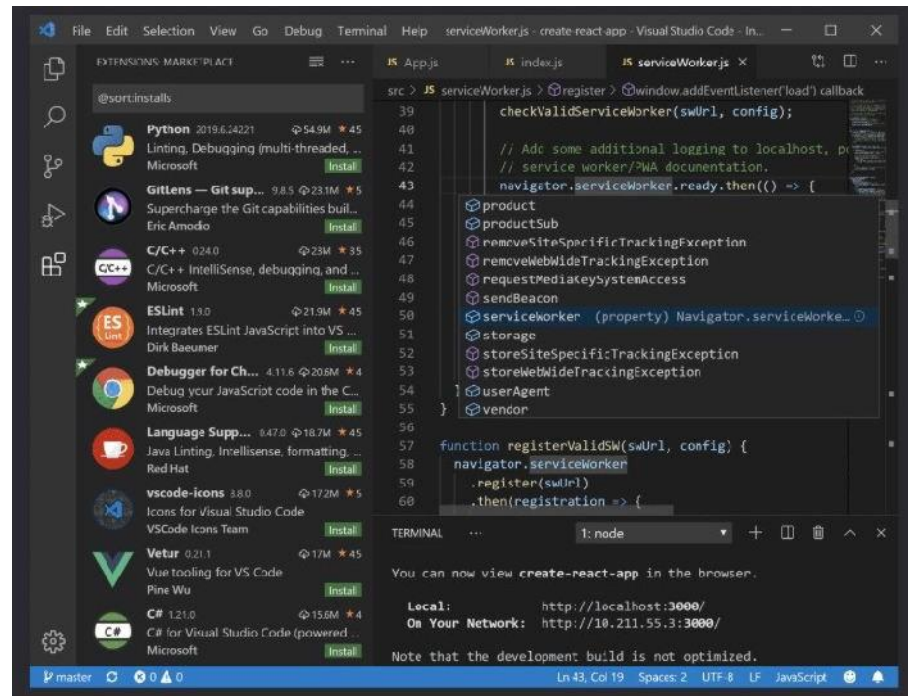 File Edit Selection View Go Debug Terminal Help serviceWorker.js - create-react-app - Visual Studio Code - In...
EXTENSIONS: MARKETPLACE
@sort:installs
Python 2019.6.24221 54.9M ★ 4.5
Linting, Debugging (multi-threaded, ...
Microsoft Install
GitLens — Git sup... 9.8.5 23.1M ★ 5
Supercharge the Git capabilities buil...
Eric Amodio Install
C/C++ 0.24.0 23M ★ 3.5
C/C++ IntelliSense, debugging, and ...
Microsoft Install
ESLint 1.9.0 21.9M ★ 4.5
Integrates ESLint JavaScript into VS ...
Dirk Baeumer Install
Debugger for Ch... 4.11.6 20.6M ★ 4
Debug your JavaScript code in the C...
Microsoft Install
Language Supp... 0.47.0 18.7M ★ 4.5
Java Linting, Intellisense, formatting, ...
Red Hat Install
vscode-icons 8.8.0 17.2M ★ 5
Icons for Visual Studio Code
VSCode Icons Team Install
Vetur 0.21.1 17M ★ 4.5
Vue tooling for VS Code
Pine Wu Install
C# 1.21.0 15.6M ★ 4
C# for Visual Studio Code (powered ...
Microsoft Install
C/C++
ES
Lint
C#
JS App.js JS index.js JS serviceWorker.js ×
src > JS serviceWorker.js > register > window.addEventListener('load') callback
39 checkValidServiceWorker(swUrl, config);
40
41 // Add some additional logging to localhost, po
42 // service worker/PWA documentation.
43 navigator.serviceWorker.ready.then(() => {
44 product
45 productSub
46 removeSiteSpecificTrackingException
47 removeWebWideTrackingException
48 requestMediaKeySystemAccess
49 sendBeacon
50 serviceWorker (property) Navigator.serviceWorke...
51 storage
52 storeSiteSpecificTrackingException
53 storeWebWideTrackingException
54 } userAgent
55 } vendor
56
57 function registerValidSW(swUrl, config) {
58 navigator.serviceWorker
59 .register(swUrl)
60 .then(registration => {
TERMINAL ... 1: node
You can now view create-react-app in the browser.
Local: http://localhost:3000/
On Your Network: http://10.211.55.3:3000/
Note that the development build is not optimized.
master 0 0 Ln 43, Col 19 Spaces: 2 UTF-8 LF JavaScript